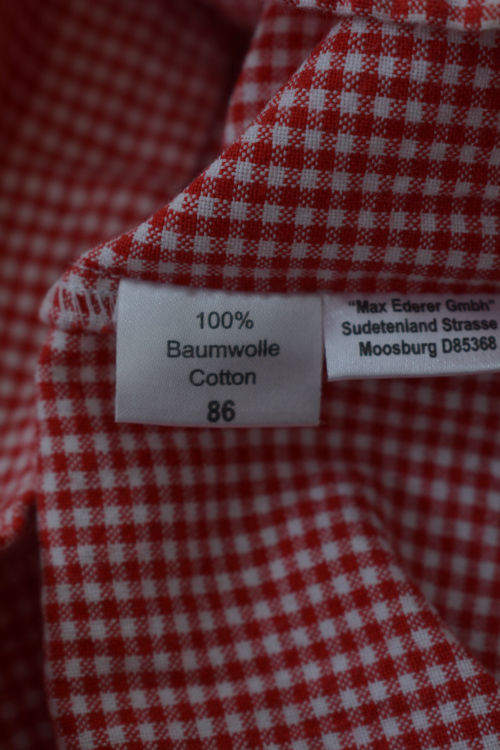 100%
Baumwolle
Cotton
86
"Max Ederer Gmbh"
Sudetenland Strasse
Moosburg D85368